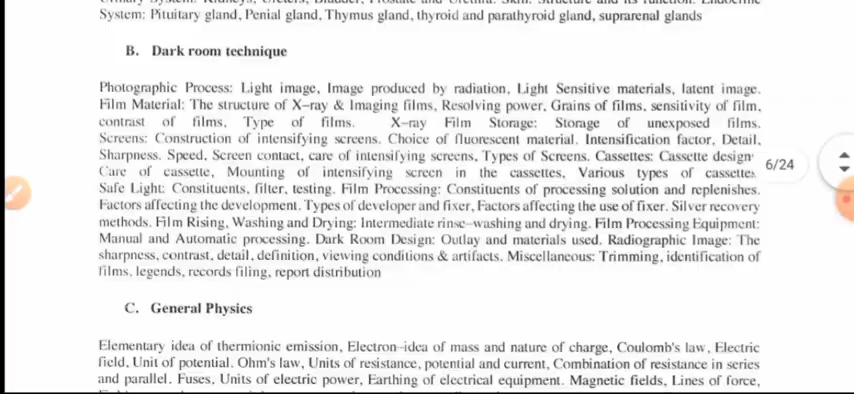 System: Pituitary gland, Penial gland, Thymus gland, thyroid and parathyroid gland, suprarenal glands
B. Dark room technique
Photographic Process: Light image, Image produced by radiation, Light Sensitive materials, latent image.
Film Material: The structure of X–ray & Imaging films, Resolving power, Grains of films, sensitivity of film,
contrast of films, Type of films. X–ray Film Storage: Storage of unexposed films.
Screens: Construction of intensifying screens. Choice of fluorescent material. Intensification factor, Detail,
Sharpness. Speed, Screen contact, care of intensifying screens, Types of Screens. Cassettes: Cassette design
Care of cassette, Mounting of intensifying screen in the cassettes, Various types of cassettes
6/24
Safe Light: Constituents, filter, testing. Film Processing: Constituents of processing solution and replenishes.
Factors affecting the development. Types of developer and fixer, Factors affecting the use of fixer. Silver recovery
methods. Film Rising, Washing and Drying: Intermediate rinse–washing and drying. Film Processing Equipment:
Manual and Automatic processing. Dark Room Design: Outlay and materials used. Radiographic Image: The
sharpness, contrast, detail, definition, viewing conditions & artifacts. Miscellaneous: Trimming, identification of
films, legends, records filing, report distribution
C. General Physics
Elementary idea of thermionic emission, Electron–idea of mass and nature of charge, Coulomb's law, Electric
field, Unit of potential. Ohm's law, Units of resistance, potential and current, Combination of resistance in series
and parallel. Fuses, Units of electric power, Earthing of electrical equipment. Magnetic fields, Lines of force,